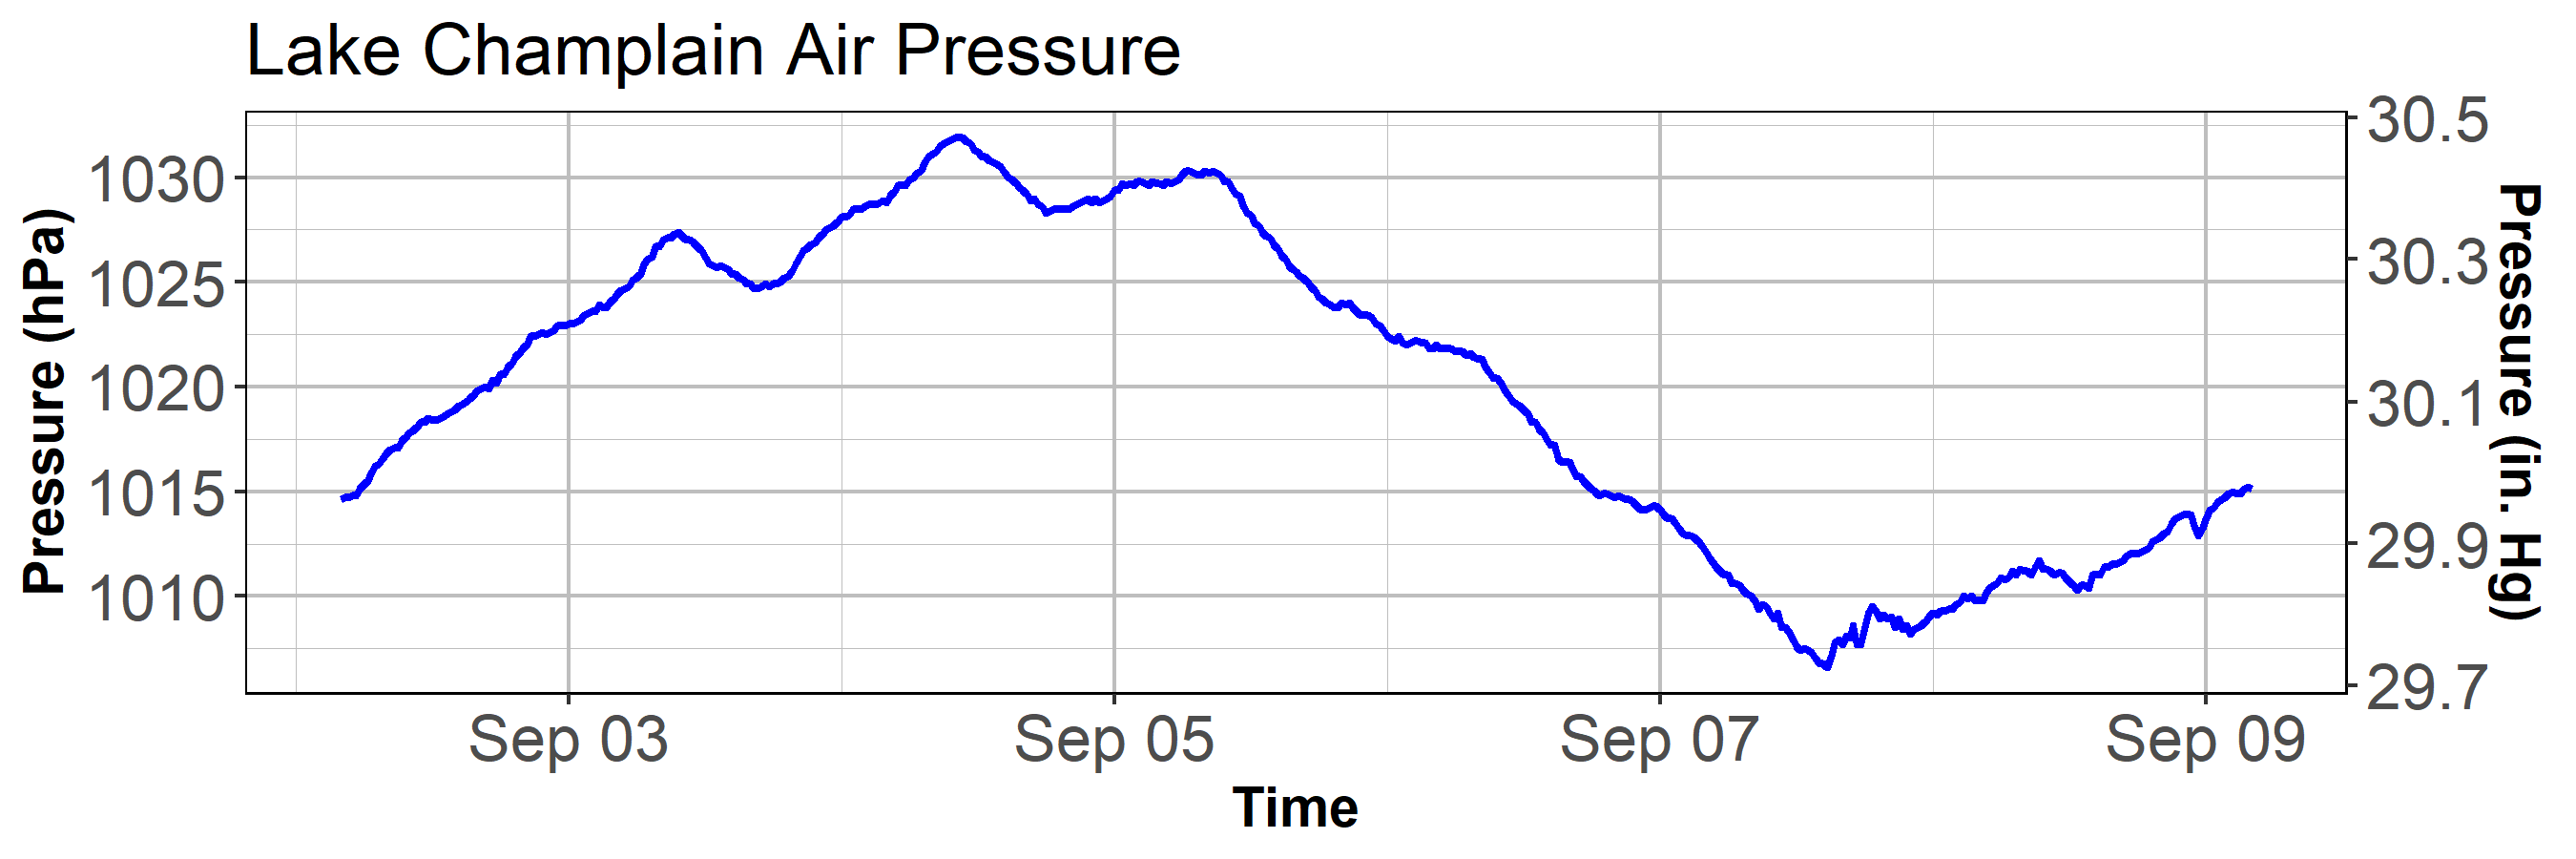 Lake Champlain Air Pressure
Pressure (hPa)
1030
1025
1020
1015
1010
30.5
30.3
30.1
29.9
29.7
Pressure (in. Hg)
Sep 03 Sep 05 Sep 07 Sep 09
Time